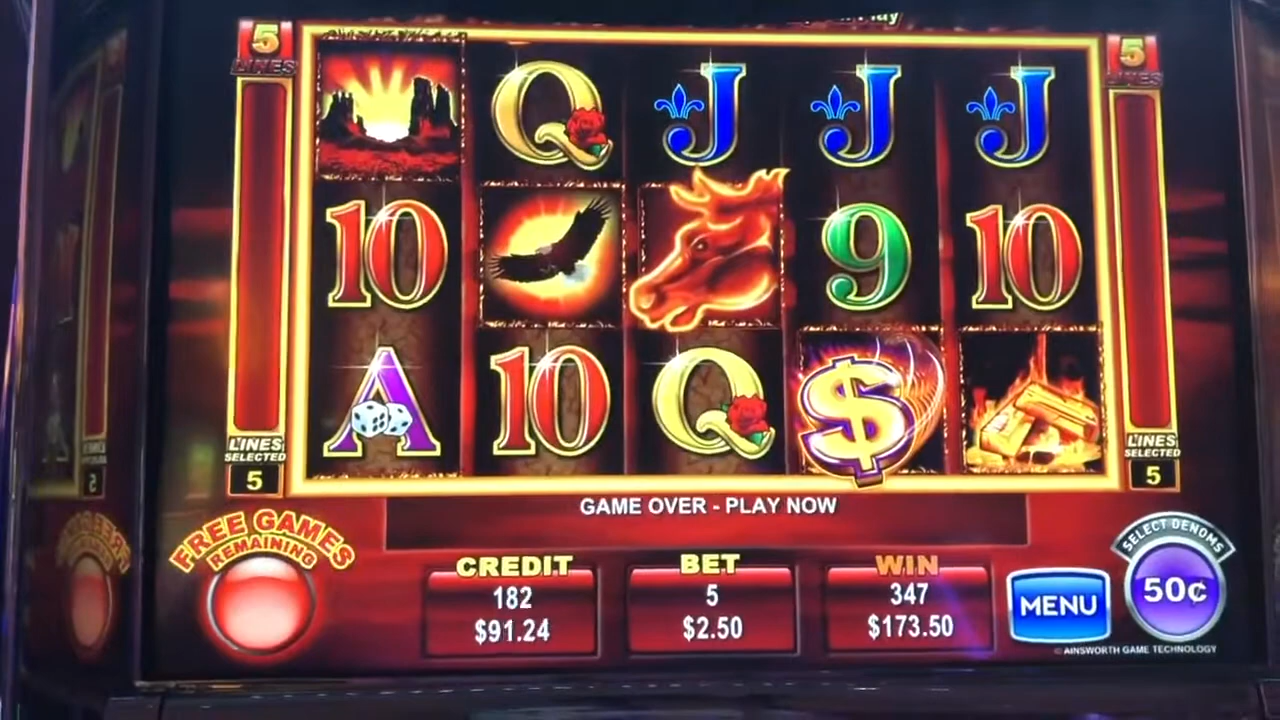 5
LINES
5
LINES
Q
J
J
J
10
9
10
A
10
Q
$
LINES
SELECTED
5
LINES
SELECTED
5
GAME OVER - PLAY NOW
FREE GAMES
REMAINING
CREDIT
182
$91.24
BET
5
$2.50
WIN
347
$173.50
MENU
SELECT DENOMS
50¢
© AINSWORTH GAME TECHNOLOGY